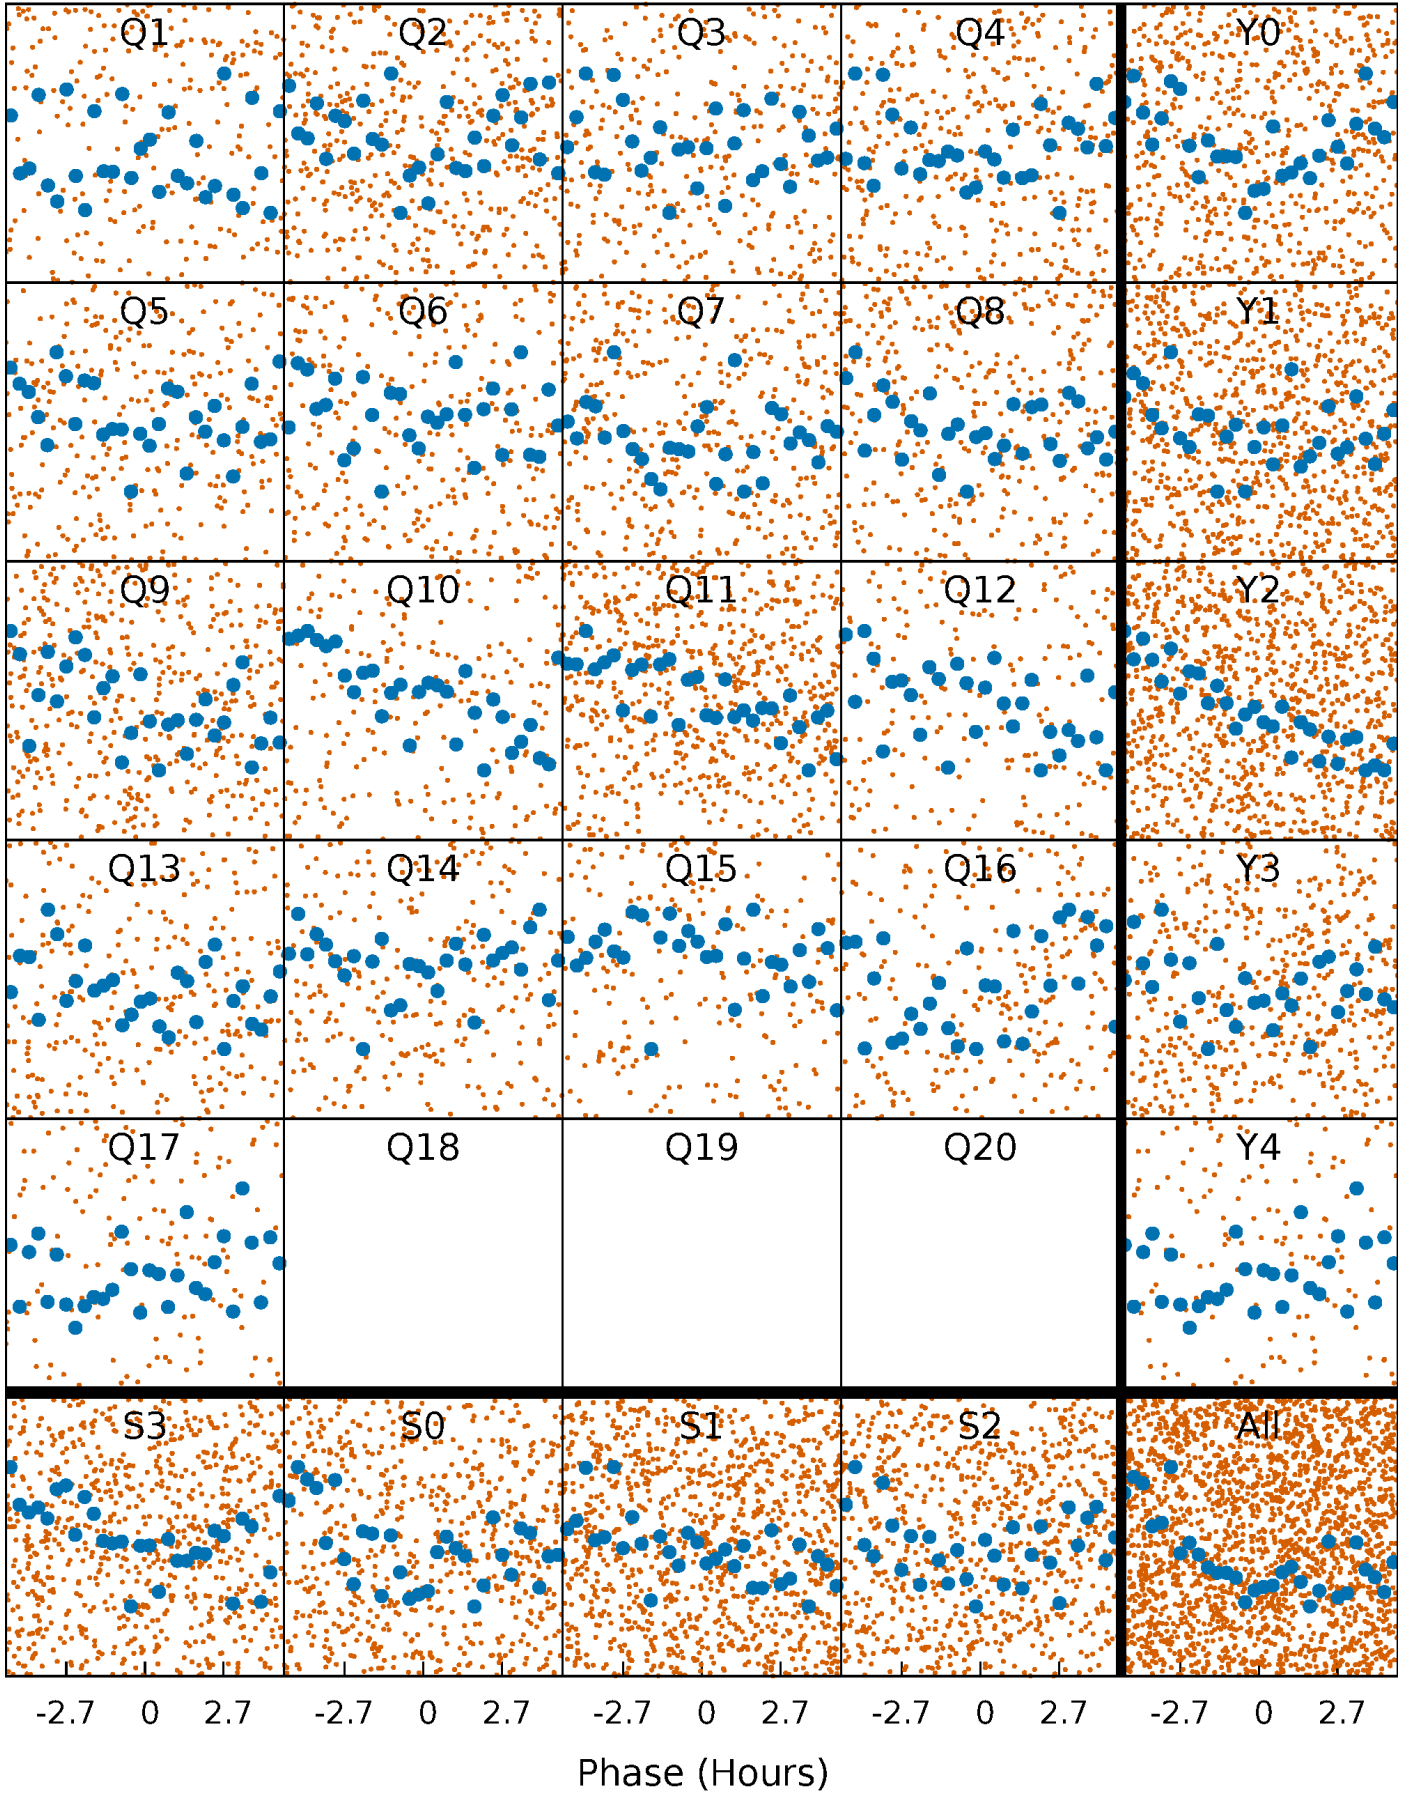 Q1 Q2 Q3 Q4 Y0
Q5 Q6 Q7 Q8 Y1
Q9 Q10 Q11 Q12 Y2
Q13 Q14 Q15 Q16 Y3
Q17 Q18 Q19 Q20 Y4
S3 S0 S1 S2 All
-2.7 0 2.7 -2.7 0 2.7 -2.7 0 2.7 -2.7 0 2.7 -2.7 0 2.7
Phase (Hours)